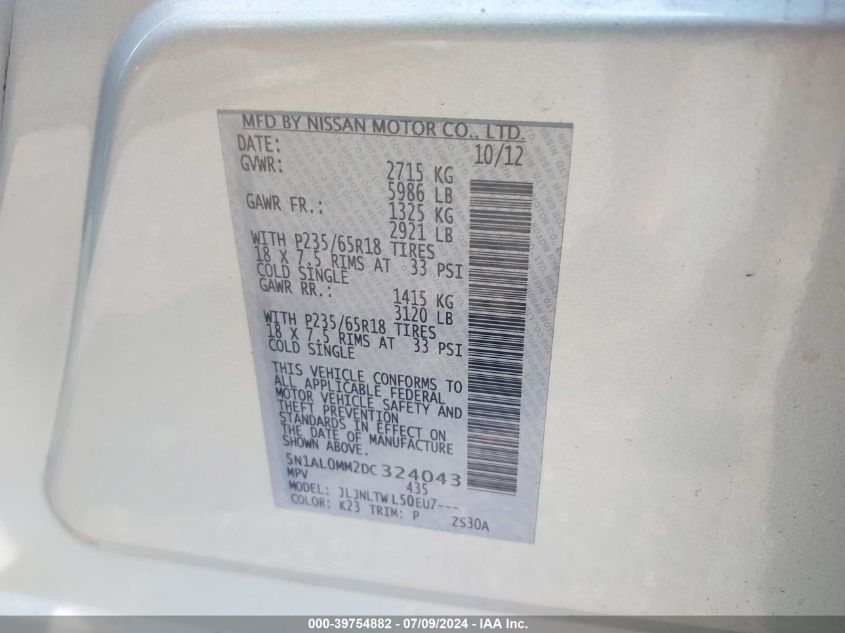 MFD BY NISSAN MOTOR CO., LTD.
DATE: 10/12
GVWR: 2715 KG
5986 LB
GAWR FR.: 1325 KG
2921 LB
WITH P235/65R18 TIRES
18 X 7.5 RIMS AT 33 PSI
COLD SINGLE
GAWR RR.: 1415 KG
3120 LB
WITH P235/65R18 TIRES
18 X 7.5 RIMS AT 33 PSI
COLD SINGLE
THIS VEHICLE CONFORMS TO
ALL APPLICABLE FEDERAL
MOTOR VEHICLE SAFETY AND
THEFT PREVENTION
STANDARDS IN EFFECT ON
THE DATE OF MANUFACTURE
SHOWN ABOVE.
5N1AL0MM2DC324043
MPV 435
MODEL: JLJNLTWL50EU7---
COLOR: K23 TRIM: P ZS30A
000-39754882 - 07/09/2024 - IAA Inc.